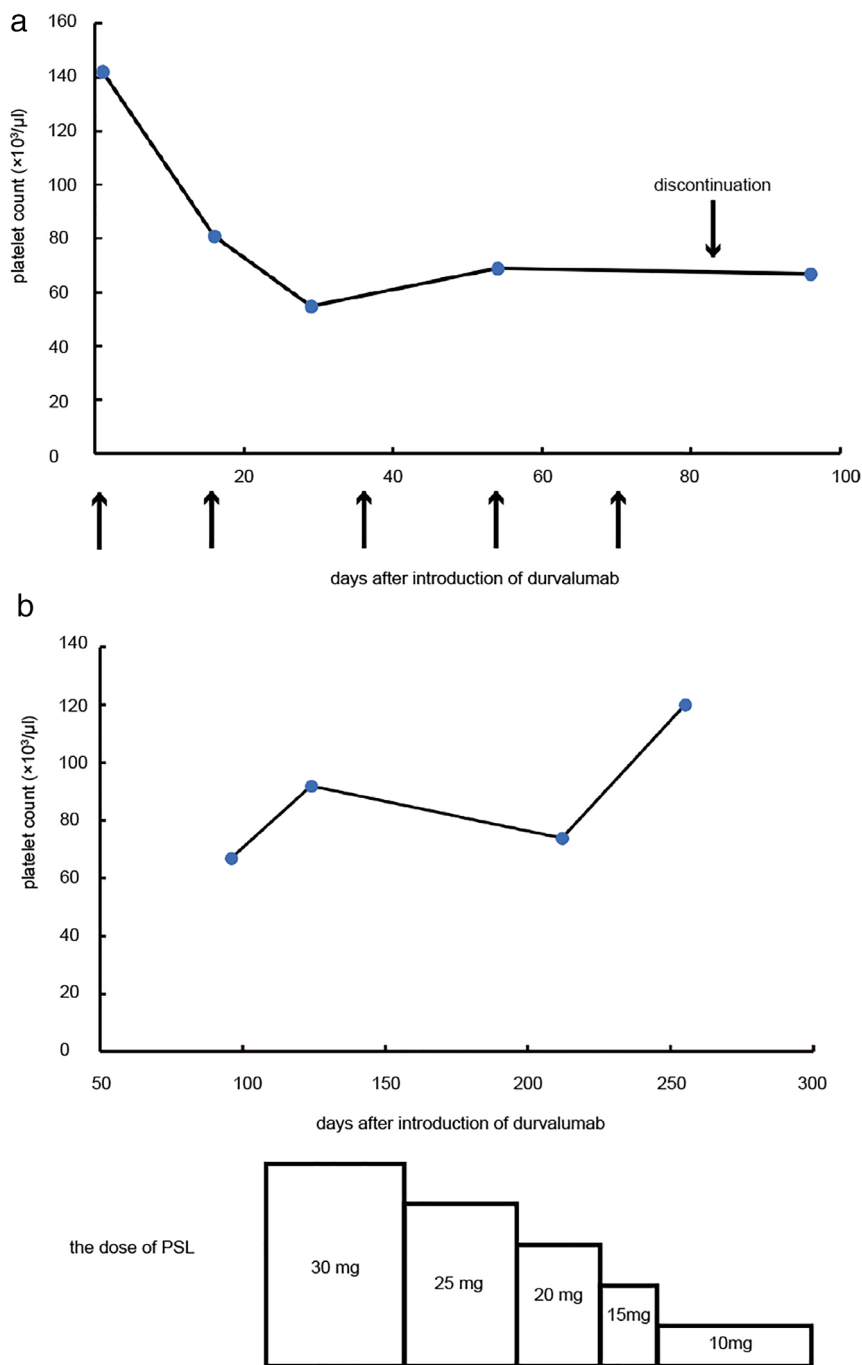 a
platelet count (×10³/µl)
160
140
120
100
80
60
40
20
0
discontinuation
20 40 60 80 100
days after introduction of durvalumab
b
platelet count (×10³/µl)
140
120
100
80
60
40
20
0
50 100 150 200 250 300
days after introduction of durvalumab
the dose of PSL
30 mg
25 mg
20 mg
15mg
10mg